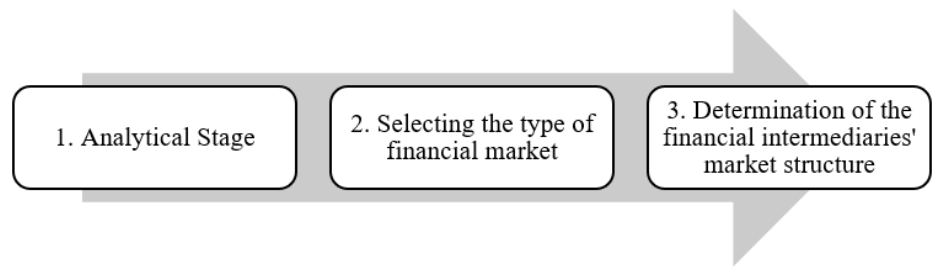 1. Analytical Stage
2. Selecting the type of
financial market
3. Determination of the
financial intermediaries'
market structure